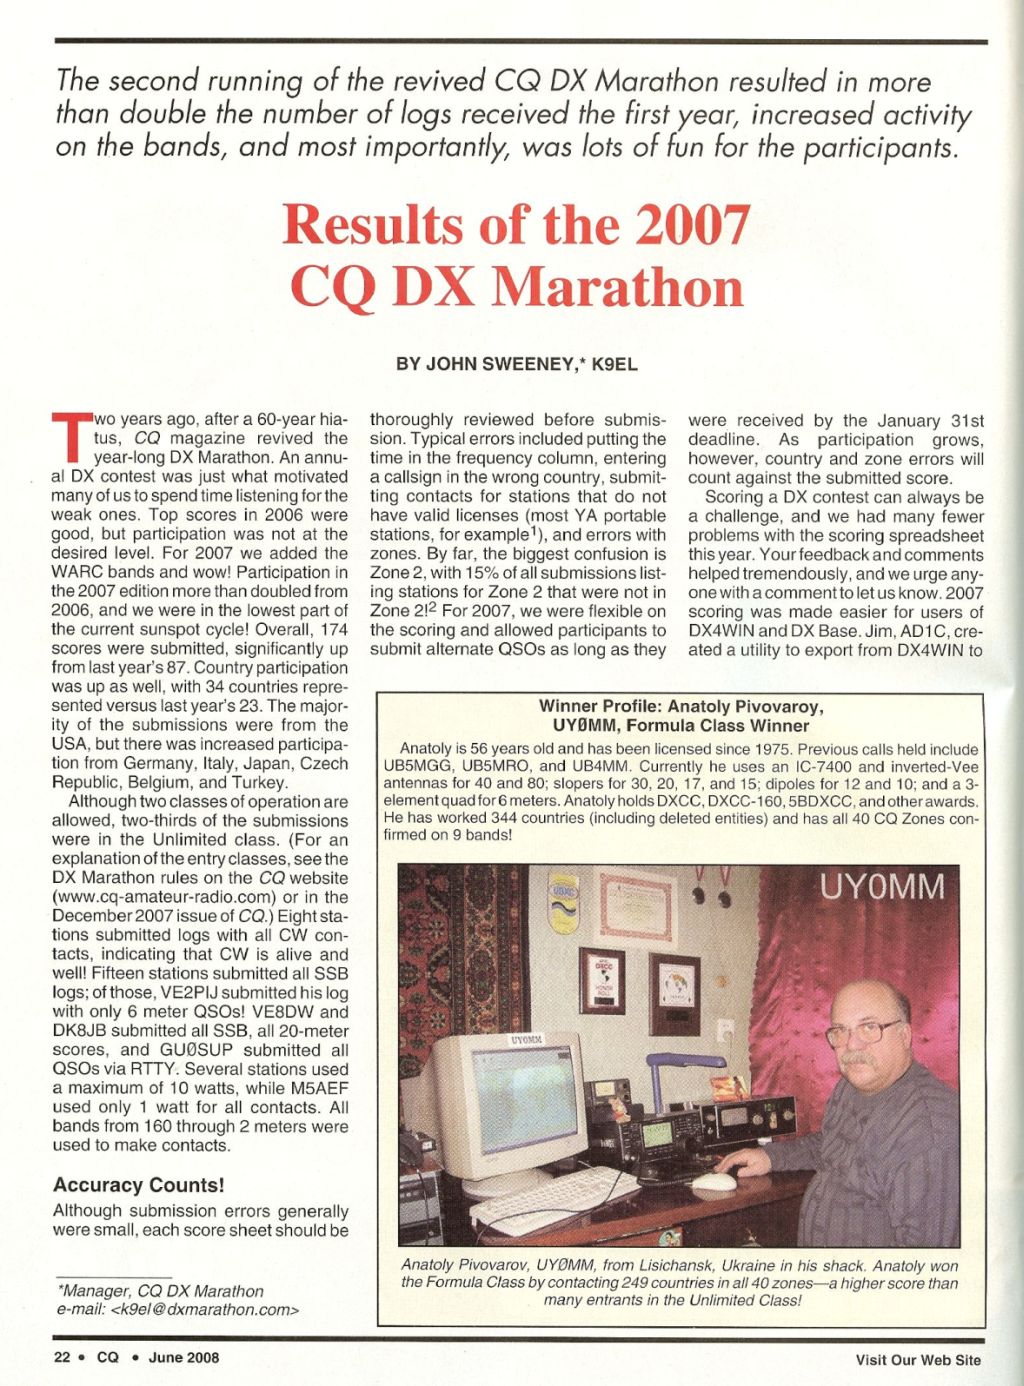 The second running of the revived CQ DX Marathon resulted in more
than double the number of logs received the first year, increased activity
on the bands, and most importantly, was lots of fun for the participants.
Results of the 2007
CQ DX Marathon
BY JOHN SWEENEY,* K9EL
Two years ago, after a 60-year hia-
tus, CQ magazine revived the
year-long DX Marathon. An annu-
al DX contest was just what motivated
many of us to spend time listening for the
weak ones. Top scores in 2006 were
good, but participation was not at the
desired level. For 2007 we added the
WARC bands and wow! Participation in
the 2007 edition more than doubled from
2006, and we were in the lowest part of
the current sunspot cycle! Overall, 174
scores were submitted, significantly up
from last year's 87. Country participation
was up as well, with 34 countries repre-
sented versus last year's 23. The major-
ity of the submissions were from the
USA, but there was increased participa-
tion from Germany, Italy, Japan, Czech
Republic, Belgium, and Turkey.
Although two classes of operation are
allowed, two-thirds of the submissions
were in the Unlimited class. (For an
explanation of the entry classes, see the
DX Marathon rules on the CQ website
(www.cq-amateur-radio.com) or in the
December 2007 issue of CQ.) Eight sta-
tions submitted logs with all CW con-
tacts, indicating that CW is alive and
well! Fifteen stations submitted all SSB
logs; of those, VE2PIJ submitted his log
with only 6 meter QSOs! VE8DW and
DK8JB submitted all SSB, all 20-meter
scores, and GUØSUP submitted all
QSOs via RTTY. Several stations used
a maximum of 10 watts, while M5AEF
used only 1 watt for all contacts. All
bands from 160 through 2 meters were
used to make contacts.
Accuracy Counts!
Although submission errors generally
were small, each score sheet should be
*Manager, CQ DX Marathon
e-mail: <k9el@dxmarathon.com>
thoroughly reviewed before submis-
sion. Typical errors included putting the
time in the frequency column, entering
a callsign in the wrong country, submit-
ting contacts for stations that do not
have valid licenses (most YA portable
stations, for example1), and errors with
zones. By far, the biggest confusion is
Zone 2, with 15% of all submissions list-
ing stations for Zone 2 that were not in
Zone 2!2 For 2007, we were flexible on
the scoring and allowed participants to
submit alternate QSOs as long as they
were received by the January 31st
deadline. As participation grows,
however, country and zone errors will
count against the submitted score.
Scoring a DX contest can always be
a challenge, and we had many fewer
problems with the scoring spreadsheet
this year. Your feedback and comments
helped tremendously, and we urge any-
one with a comment to let us know. 2007
scoring was made easier for users of
DX4WIN and DX Base. Jim, AD1C, cre-
ated a utility to export from DX4WIN to
Winner Profile: Anatoly Pivovaroy,
UYØMM, Formula Class Winner
Anatoly is 56 years old and has been licensed since 1975. Previous calls held include
UB5MGG, UB5MRO, and UB4MM. Currently he uses an IC-7400 and inverted-Vee
antennas for 40 and 80; slopers for 30, 20, 17, and 15; dipoles for 12 and 10; and a 3-
element quad for 6 meters. Anatoly holds DXCC, DXCC-160, 5BDXCC, and other awards.
He has worked 344 countries (including deleted entities) and has all 40 CQ Zones con-
firmed on 9 bands!
UY0MM
UY0MM
Anatoly Pivovarov, UYØMM, from Lisichansk, Ukraine in his shack. Anatoly won
the Formula Class by contacting 249 countries in all 40 zones—a higher score than
many entrants in the Unlimited Class!
22 • CQ • June 2008
Visit Our Web Site